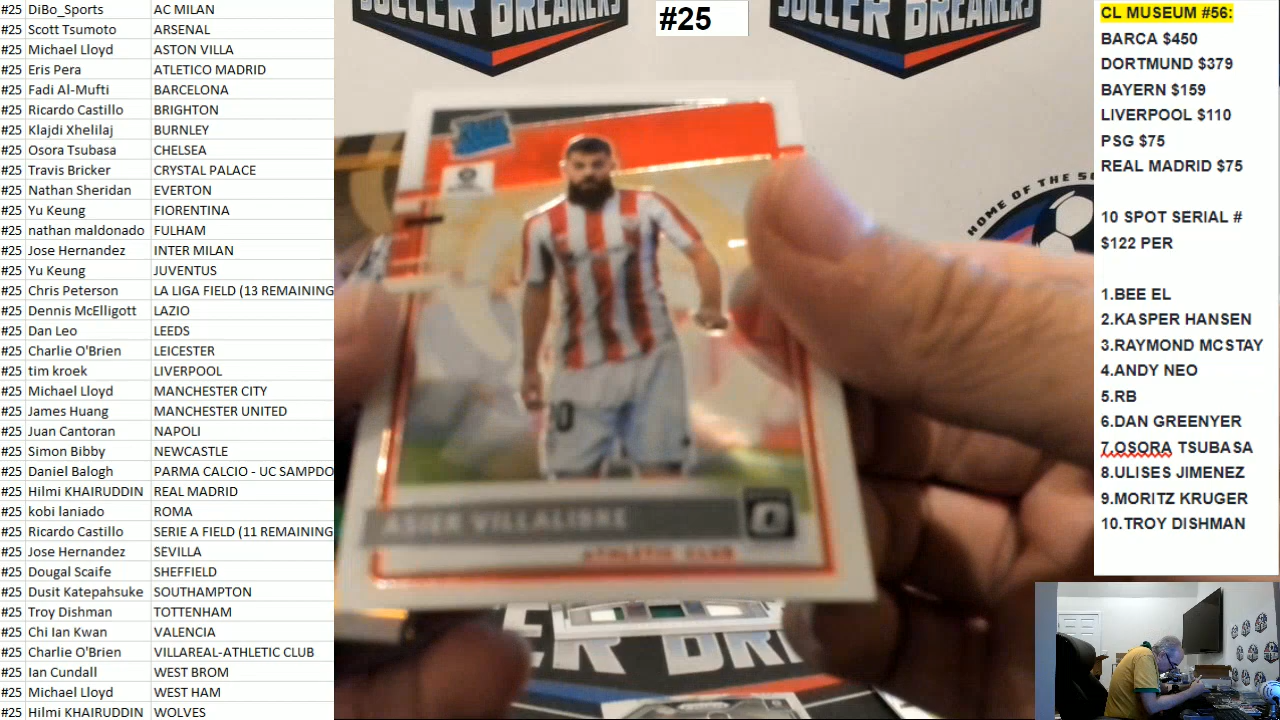 #25 DiBo_Sports AC MILAN
#25 Scott Tsumoto ARSENAL
#25 Michael Lloyd ASTON VILLA
#25 Eris Pera ATLETICO MADRID
#25 Fadi Al-Mufti BARCELONA
#25 Ricardo Castillo BRIGHTON
#25 Klajdi Xhelilaj BURNLEY
#25 Osora Tsubasa CHELSEA
#25 Travis Bricker CRYSTAL PALACE
#25 Nathan Sheridan EVERTON
#25 Yu Keung FIORENTINA
#25 nathan maldonado FULHAM
#25 Jose Hernandez INTER MILAN
#25 Yu Keung JUVENTUS
#25 Chris Peterson LA LIGA FIELD (13 REMAINING
#25 Dennis McElligott LAZIO
#25 Dan Leo LEEDS
#25 Charlie O'Brien LEICESTER
#25 tim kroek LIVERPOOL
#25 Michael Lloyd MANCHESTER CITY
#25 James Huang MANCHESTER UNITED
#25 Juan Cantoran NAPOLI
#25 Simon Bibby NEWCASTLE
#25 Daniel Balogh PARMA CALCIO - UC SAMPDO
#25 Hilmi KHAIRUDDIN REAL MADRID
#25 kobi laniado ROMA
#25 Ricardo Castillo SERIE A FIELD (11 REMAINING
#25 Jose Hernandez SEVILLA
#25 Dougal Scaife SHEFFIELD
#25 Dusit Katepahsuke SOUTHAMPTON
#25 Troy Dishman TOTTENHAM
#25 Chi Ian Kwan VALENCIA
#25 Charlie O'Brien VILLAREAL-ATHLETIC CLUB
#25 Ian Cundall WEST BROM
#25 Michael Lloyd WEST HAM
#25 Hilmi KHAIRUDDIN WOLVES
SOCCER BREAKERS
#25
SOCCER BREAKERS
HOME OF THE
ASIER VILLALIBRE
ATHLETIC CLUB
CL MUSEUM #56:
BARCA $450
DORTMUND $379
BAYERN $159
LIVERPOOL $110
PSG $75
REAL MADRID $75
10 SPOT SERIAL #
$122 PER
1.BEE EL
2.KASPER HANSEN
3.RAYMOND MCSTAY
4.ANDY NEO
5.RB
6.DAN GREENYER
7.OSORA TSUBASA
8.ULISES JIMENEZ
9.MORITZ KRUGER
10.TROY DISHMAN